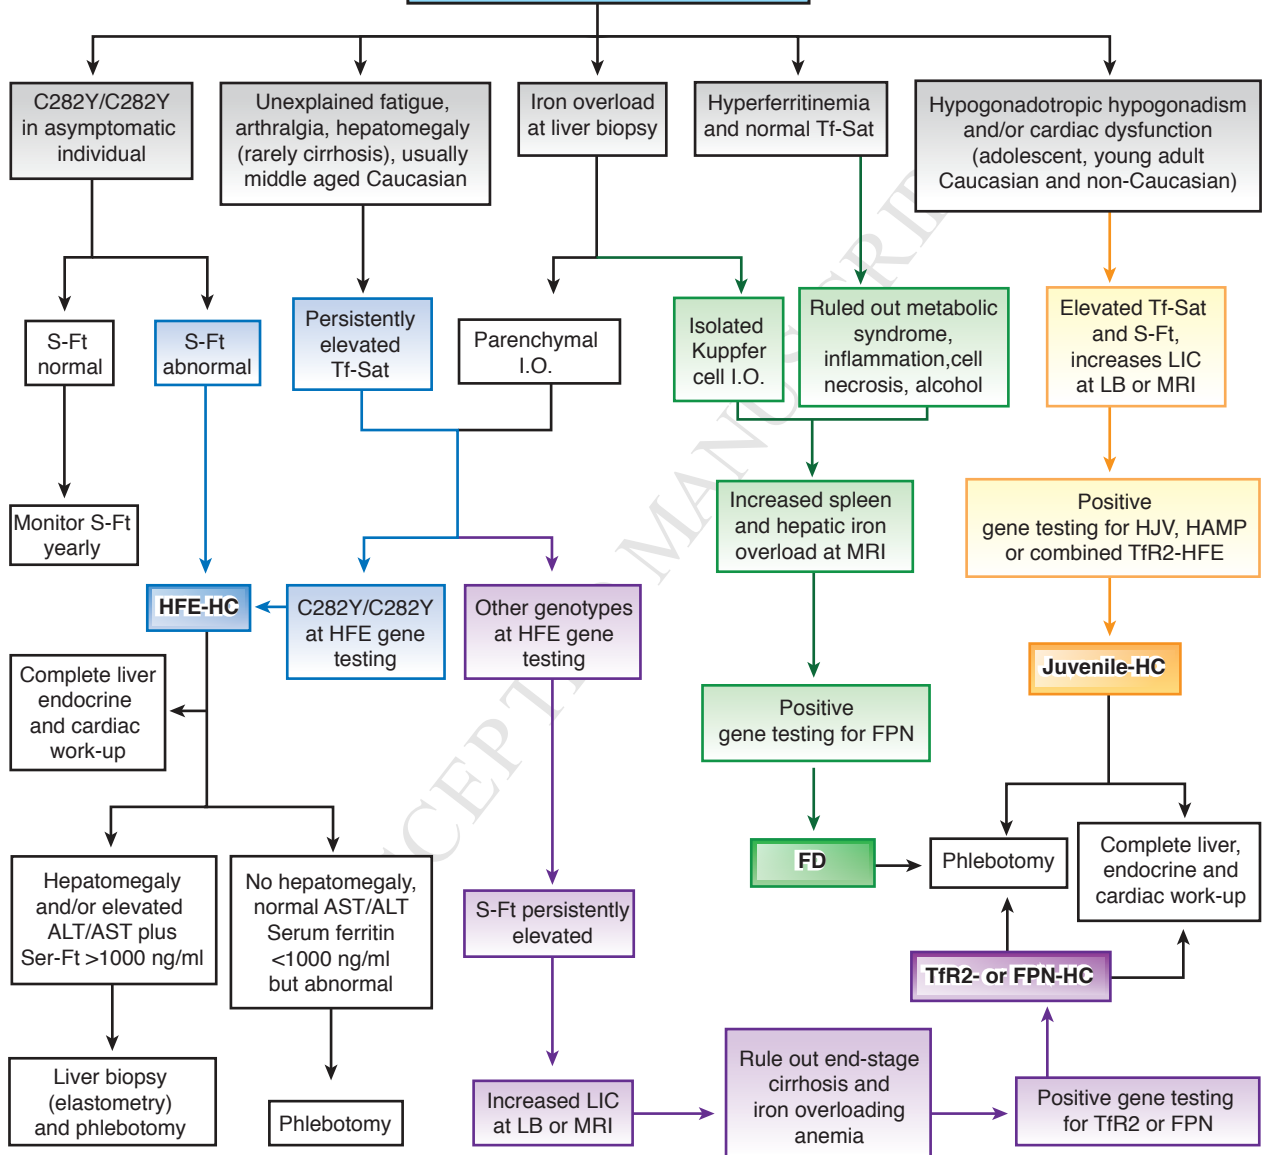 C282Y/C282Y
in asymptomatic
individual
Unexplained fatigue,
arthralgia, hepatomegaly
(rarely cirrhosis), usually
middle aged Caucasian
Iron overload
at liver biopsy
Hyperferritinemia
and normal Tf-Sat
Hypogonadotropic hypogonadism
and/or cardiac dysfunction
(adolescent, young adult
Caucasian and non-Caucasian)
S-Ft
normal
S-Ft
abnormal
Persistently
elevated
Tf-Sat
Parenchymal
I.O.
Isolated
Kuppfer
cell I.O.
Ruled out metabolic
syndrome,
inflammation,cell
necrosis, alcohol
Elevated Tf-Sat
and S-Ft,
increases LIC
at LB or MRI
Monitor S-Ft
yearly
Increased spleen
and hepatic iron
overload at MRI
Positive
gene testing for HJV, HAMP
or combined TfR2-HFE
HFE-HC
C282Y/C282Y
at HFE gene
testing
Other genotypes
at HFE gene
testing
Juvenile-HC
Complete liver
endocrine
and cardiac
work-up
Positive
gene testing for FPN
FD
Phlebotomy
Complete liver,
endocrine and
cardiac work-up
Hepatomegaly
and/or elevated
ALT/AST plus
Ser-Ft >1000 ng/ml
No hepatomegaly,
normal AST/ALT
Serum ferritin
<1000 ng/ml
but abnormal
S-Ft persistently
elevated
TfR2- or FPN-HC
Liver biopsy
(elastometry)
and phlebotomy
Phlebotomy
Increased LIC
at LB or MRI
Rule out end-stage
cirrhosis and
iron overloading
anemia
Positive gene testing
for TfR2 or FPN